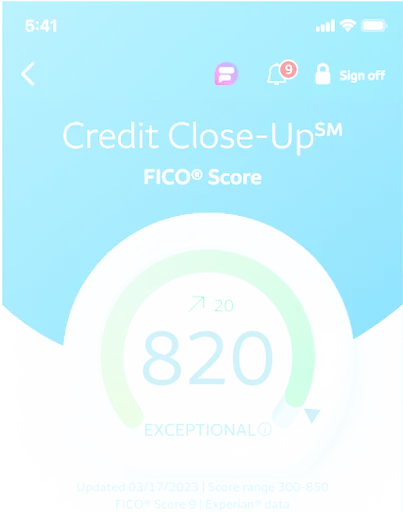 5:41
9
Sign off
Credit Close-Up℠
FICO® Score
↗ 20
820
EXCEPTIONAL ⓘ
Updated 03/17/2023 | Score range 300-850
FICO® Score 9 | Experian® data